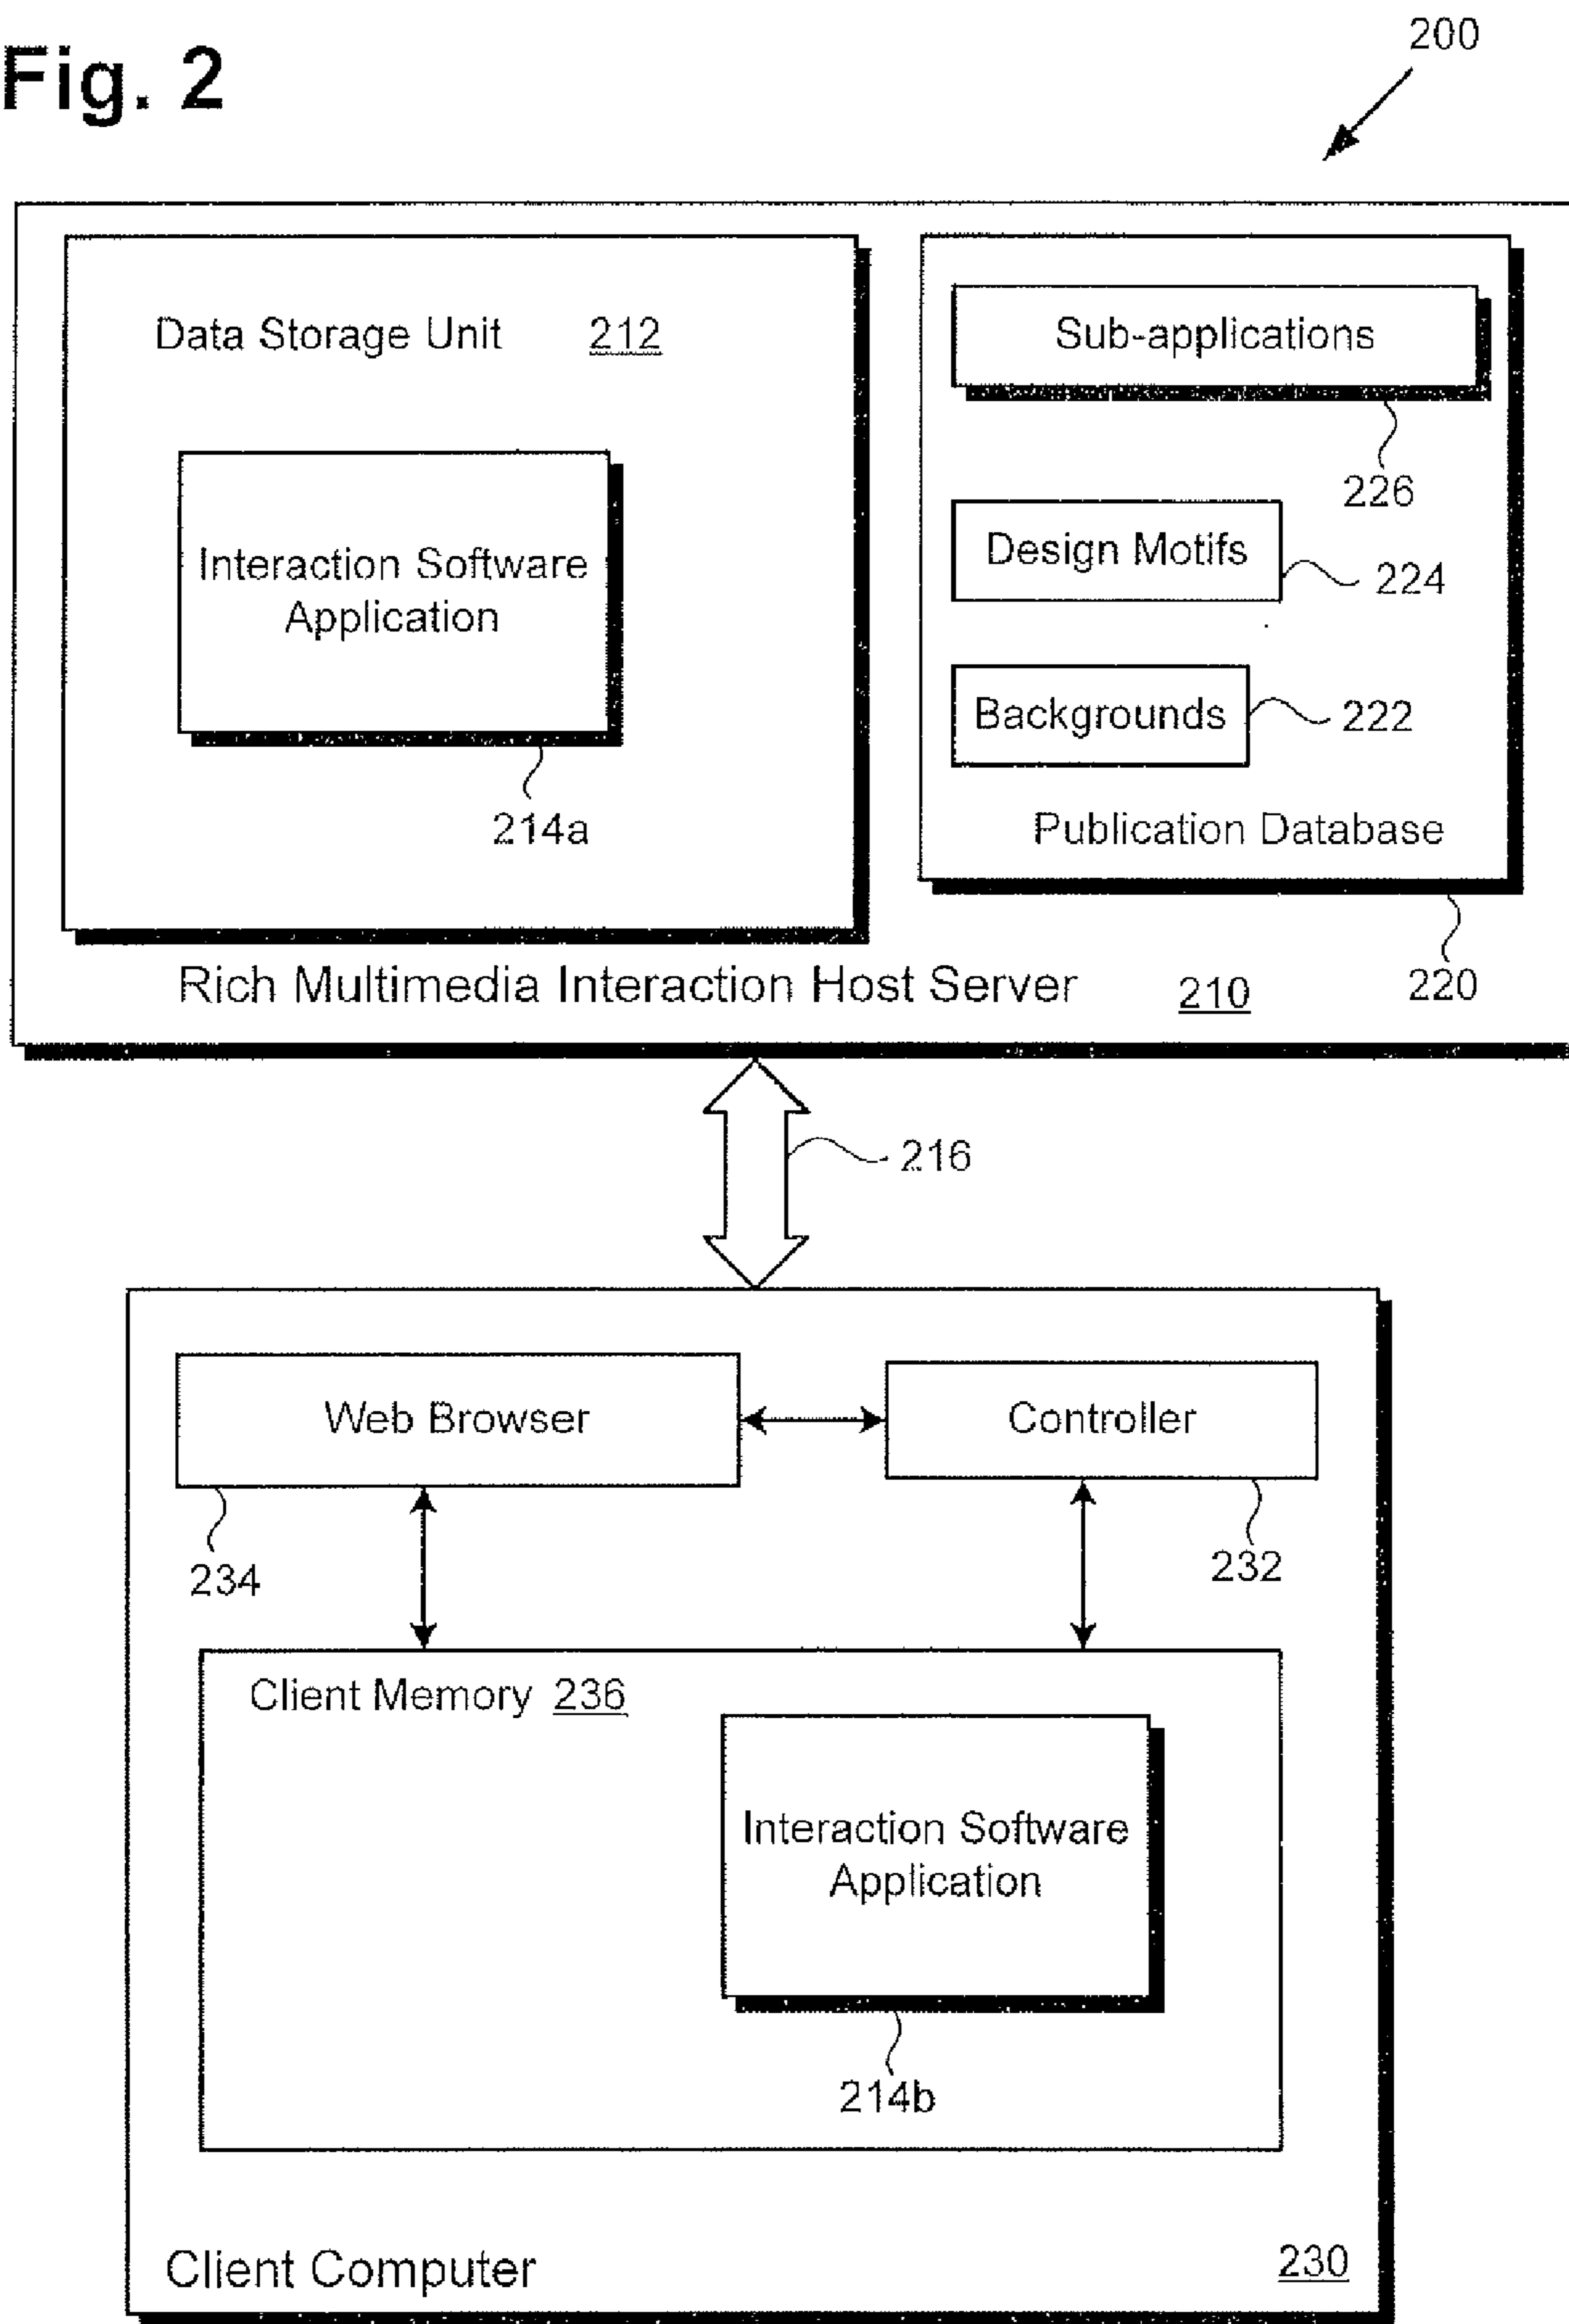 Fig. 2
200
Data Storage Unit 212
Interaction Software
Application
214a
Sub-applications
226
Design Motifs
224
Backgrounds
222
Publication Database
220
Rich Multimedia Interaction Host Server 210
216
Web Browser
234
Controller
232
Client Memory 236
Interaction Software
Application
214b
Client Computer 230